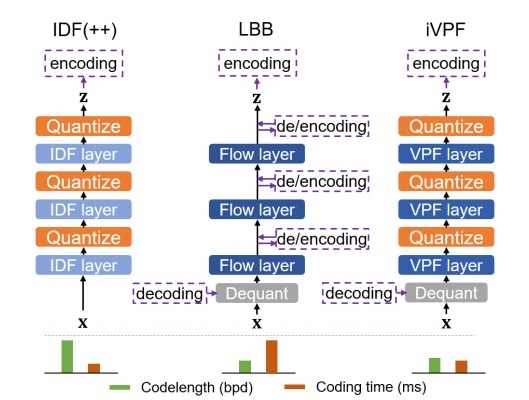 IDF(++) LBB iVPF
encoding encoding encoding
z z z
Quantize de/encoding Quantize
IDF layer Flow layer VPF layer
Quantize de/encoding Quantize
IDF layer Flow layer VPF layer
Quantize de/encoding Quantize
IDF layer Flow layer VPF layer
decoding Dequant decoding Dequant
x x x
Codelength (bpd) Coding time (ms)